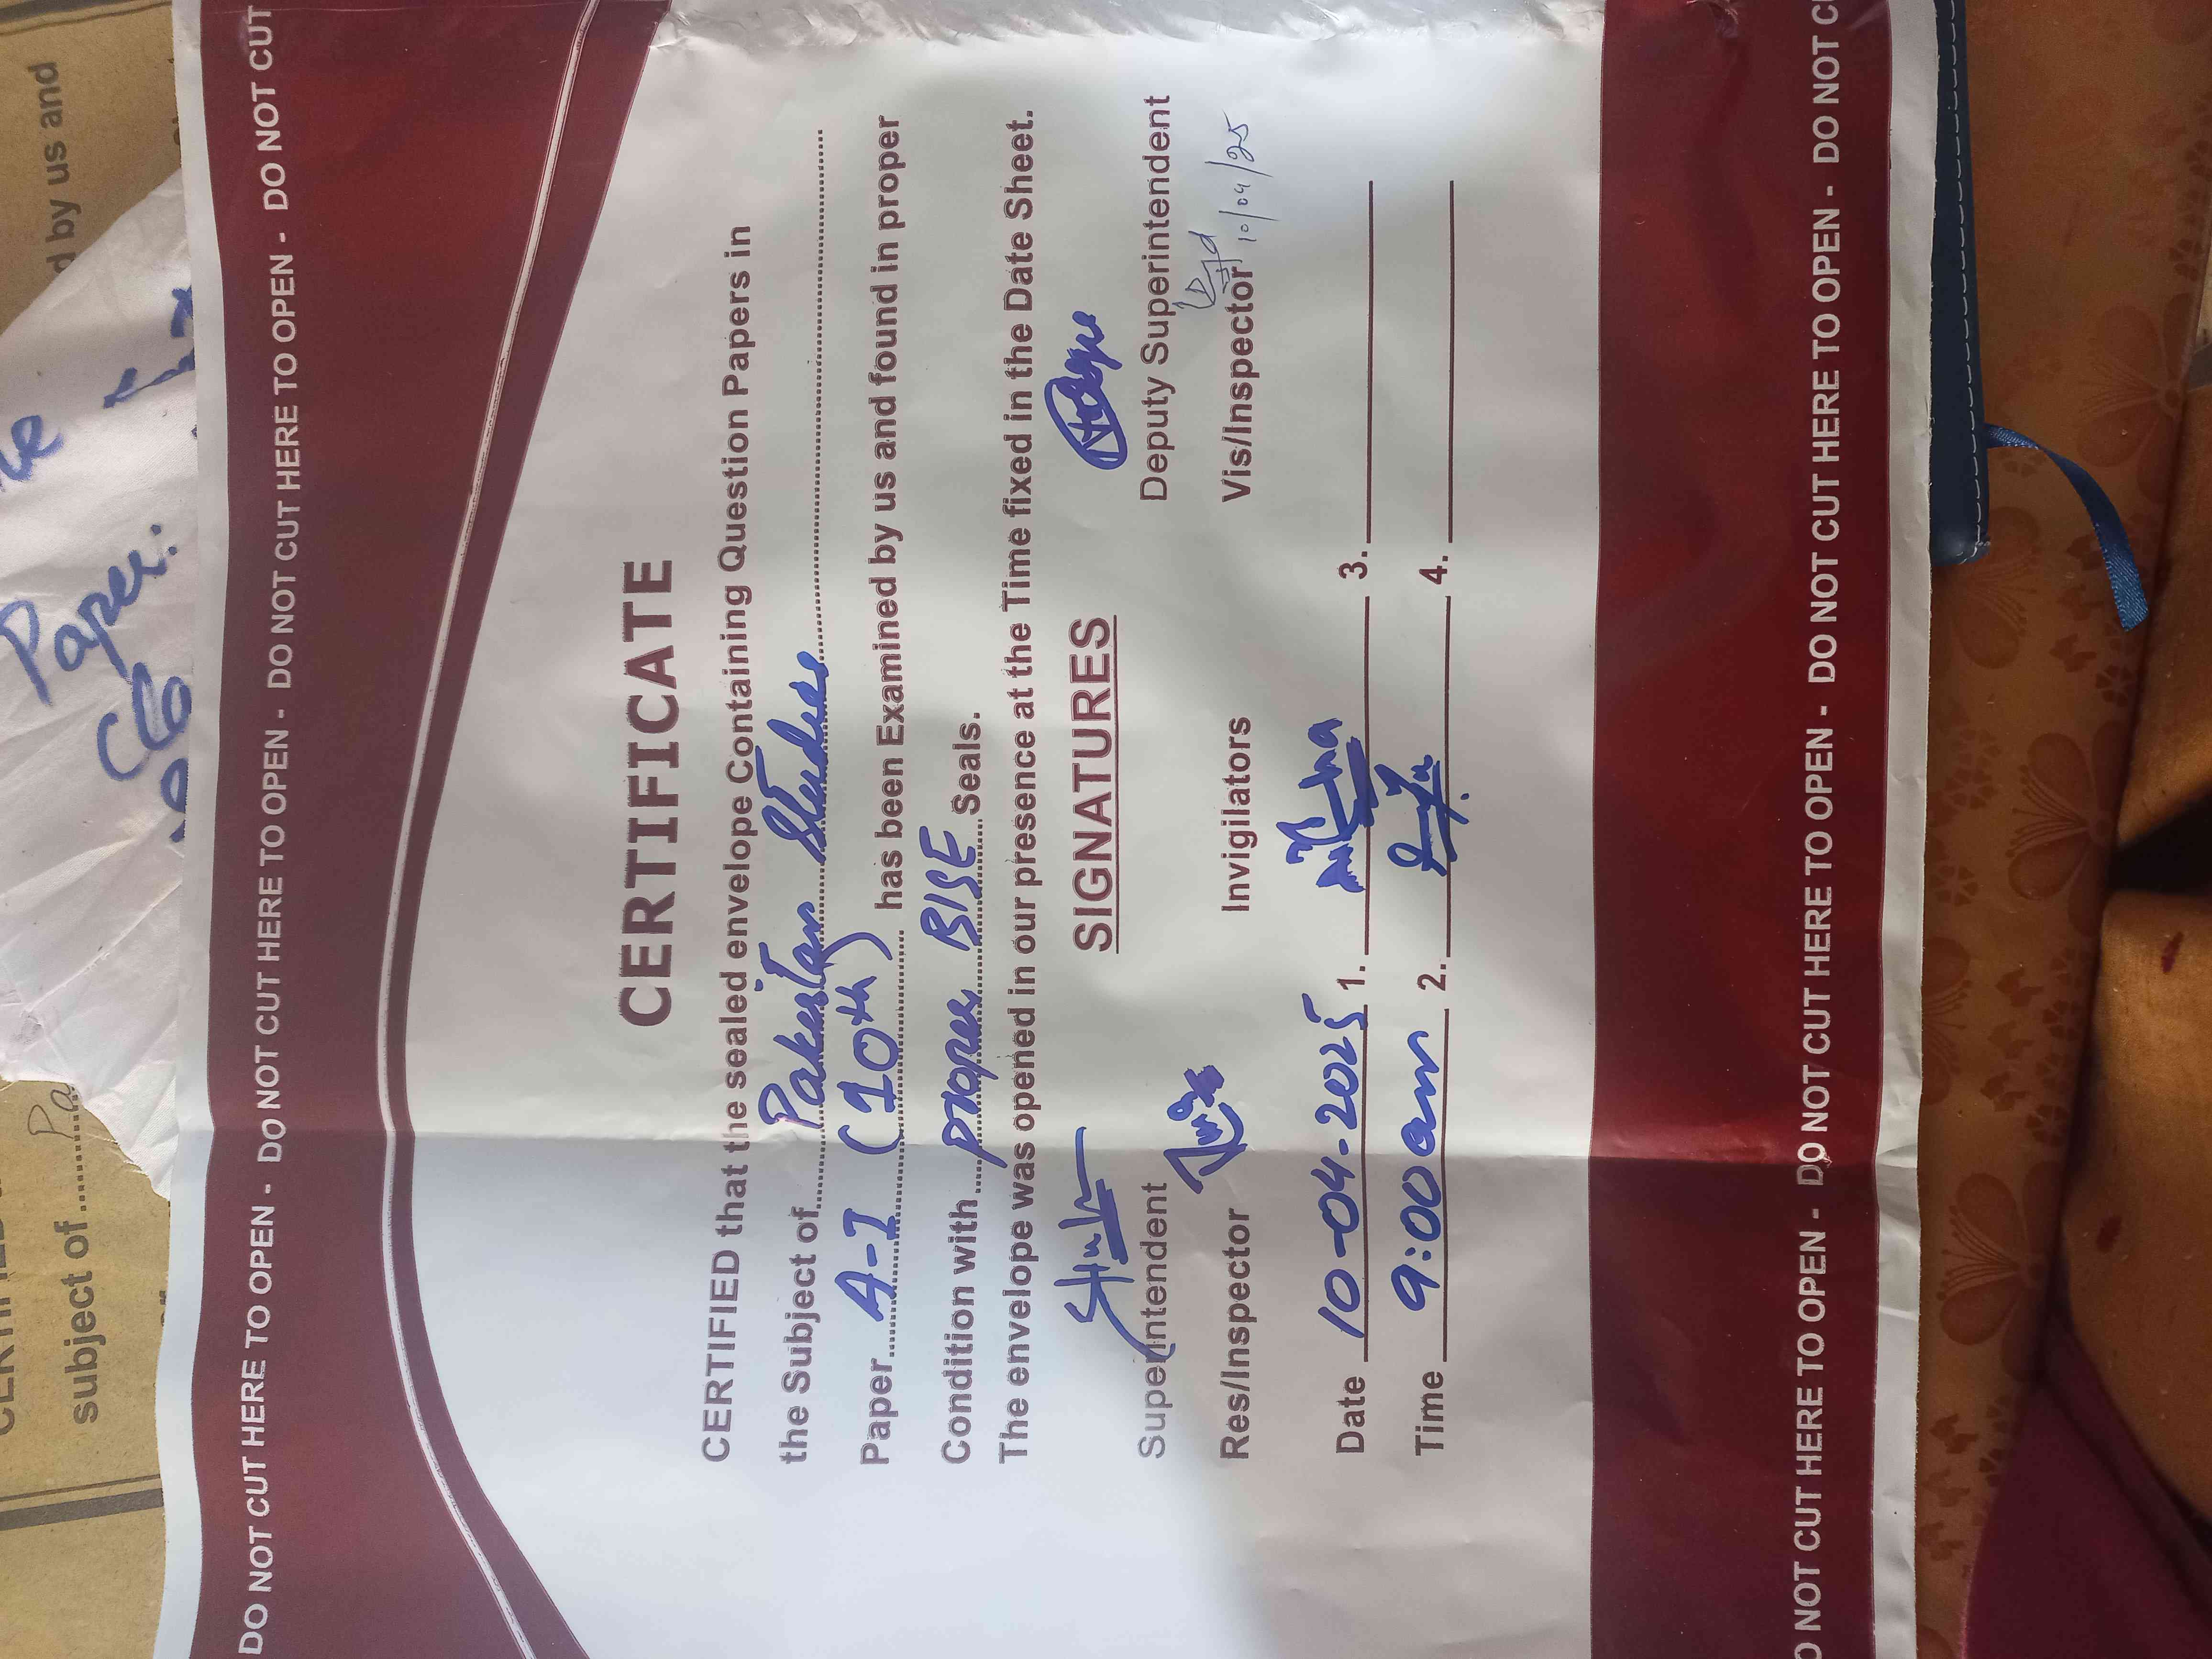 DO NOT CUT HERE TO OPEN - DO NOT CUT HERE TO OPEN - DO NOT CUT HERE TO OPEN - DO NOT CUT
CERTIFICATE
CERTIFIED that the sealed envelope Containing Question Papers in
the Subject of Pakistan Studies
Paper A-I (10th) has been Examined by us and found in proper
Condition with proper BISE Seals.
The envelope was opened in our presence at the Time fixed in the Date Sheet.
SIGNATURES
Superintendent Deputy Superintendent
Res/Inspector Invigilators Vis/Inspector 10/04/25
Date 10-04-2025 1. 3.
Time 9:00 am 2. 4.
DO NOT CUT HERE TO OPEN - DO NOT CUT HERE TO OPEN - DO NOT CUT HERE TO OPEN - DO NOT C
subject of
d by us and
Paper: